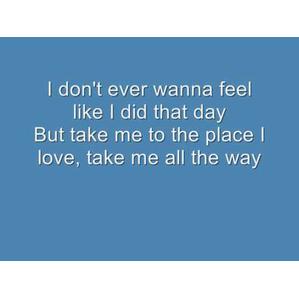 I don't ever wanna feel
like I did that day
But take me to the place I
love, take me all the way